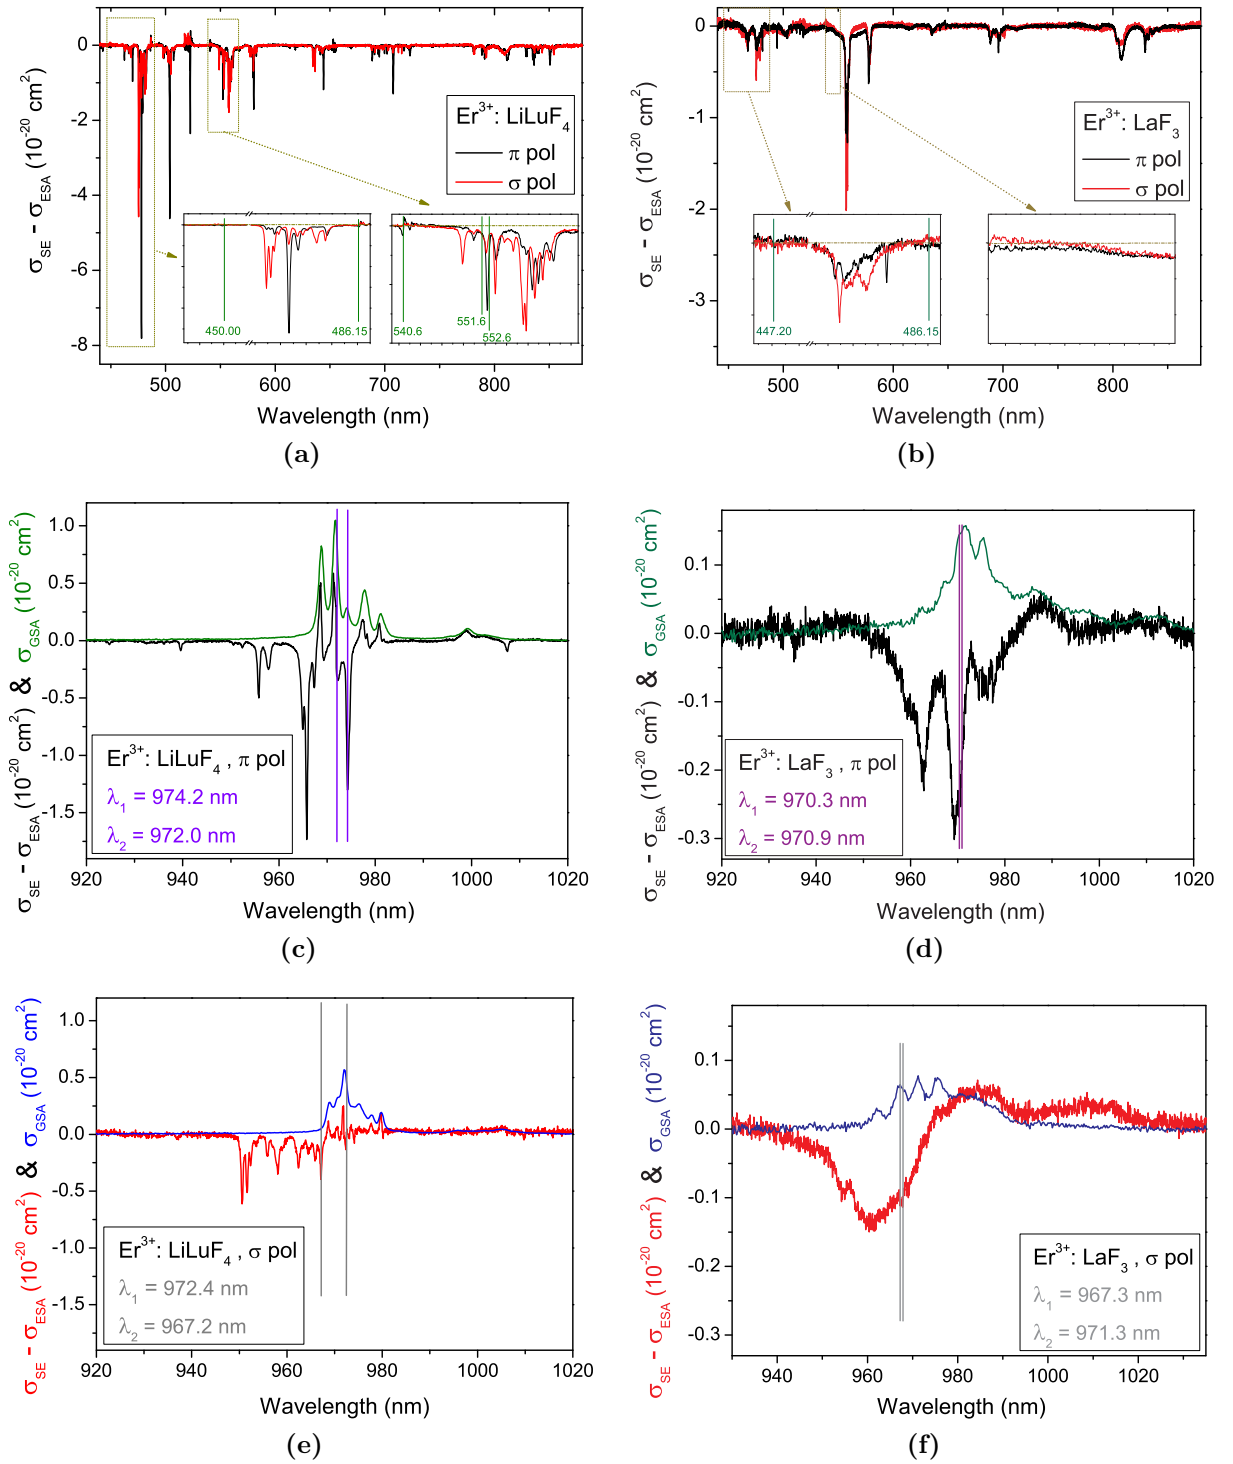 σSE - σESA (10-20 cm2)
0
-2
-4
-6
-8
Er3+: LiLuF4
π pol
σ pol
450.00
486.15
540.6
551.6
552.6
500
600
700
800
Wavelength (nm)
(a)
σSE - σESA (10-20 cm2)
0
-1
-2
-3
Er3+: LaF3
π pol
σ pol
447.20
486.15
500
600
700
800
Wavelength (nm)
(b)
σSE - σESA (10-20 cm2) & σGSA (10-20 cm2)
1.0
0.5
0.0
-0.5
-1.0
-1.5
Er3+: LiLuF4 , π pol
λ1 = 974.2 nm
λ2 = 972.0 nm
920
940
960
980
1000
1020
Wavelength (nm)
(c)
σSE - σESA (10-20 cm2) & σGSA (10-20 cm2)
0.1
0.0
-0.1
-0.2
-0.3
Er3+: LaF3 , π pol
λ1 = 970.3 nm
λ2 = 970.9 nm
920
940
960
980
1000
1020
Wavelength (nm)
(d)
σSE - σESA (10-20 cm2) & σGSA (10-20 cm2)
1.0
0.5
0.0
-0.5
-1.0
-1.5
Er3+: LiLuF4 , σ pol
λ1 = 972.4 nm
λ2 = 967.2 nm
920
940
960
980
1000
1020
Wavelength (nm)
(e)
σSE - σESA (10-20 cm2) & σGSA (10-20 cm2)
0.1
0.0
-0.1
-0.2
-0.3
Er3+: LaF3 , σ pol
λ1 = 967.3 nm
λ2 = 971.3 nm
940
960
980
1000
1020
Wavelength (nm)
(f)